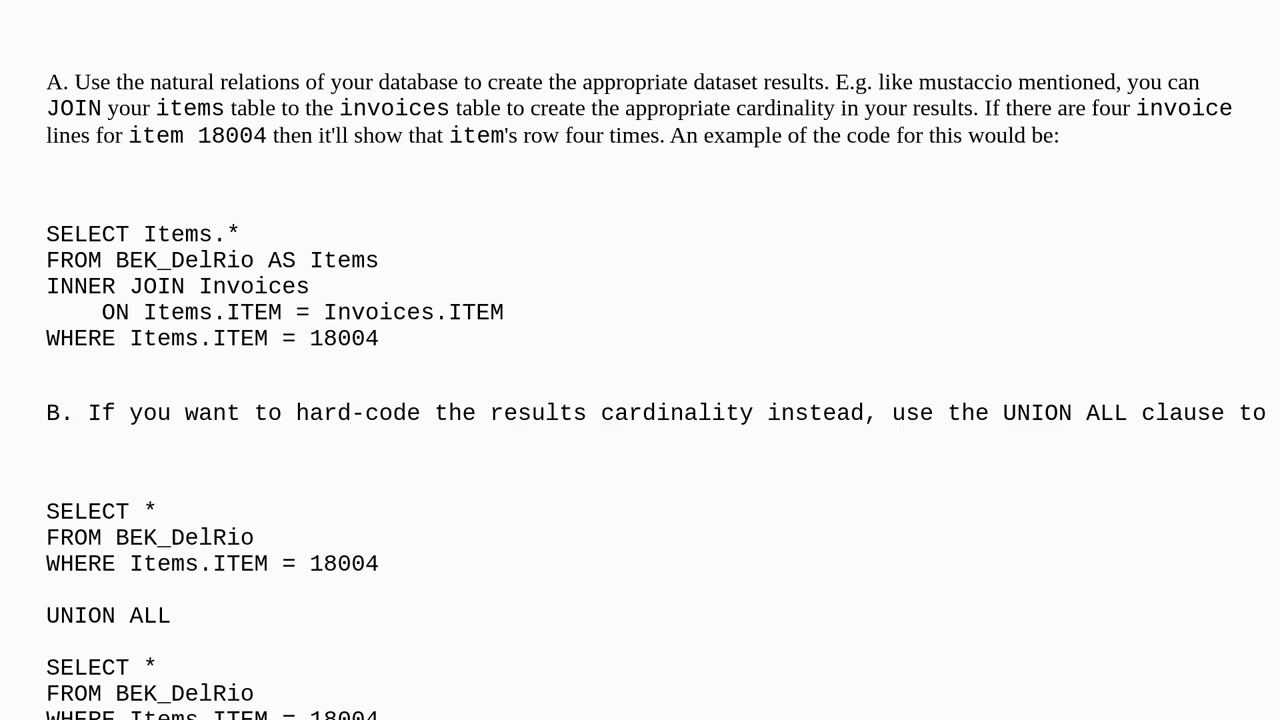 A. Use the natural relations of your database to create the appropriate dataset results. E.g. like mustaccio mentioned, you can
JOIN your items table to the invoices table to create the appropriate cardinality in your results. If there are four invoice
lines for item 18004 then it'll show that item's row four times. An example of the code for this would be:
SELECT Items.*
FROM BEK_DelRio AS Items
INNER JOIN Invoices
    ON Items.ITEM = Invoices.ITEM
WHERE Items.ITEM = 18004
B. If you want to hard-code the results cardinality instead, use the UNION ALL clause to
SELECT *
FROM BEK_DelRio
WHERE Items.ITEM = 18004
UNION ALL
SELECT *
FROM BEK_DelRio
WHERE Items.ITEM = 18004